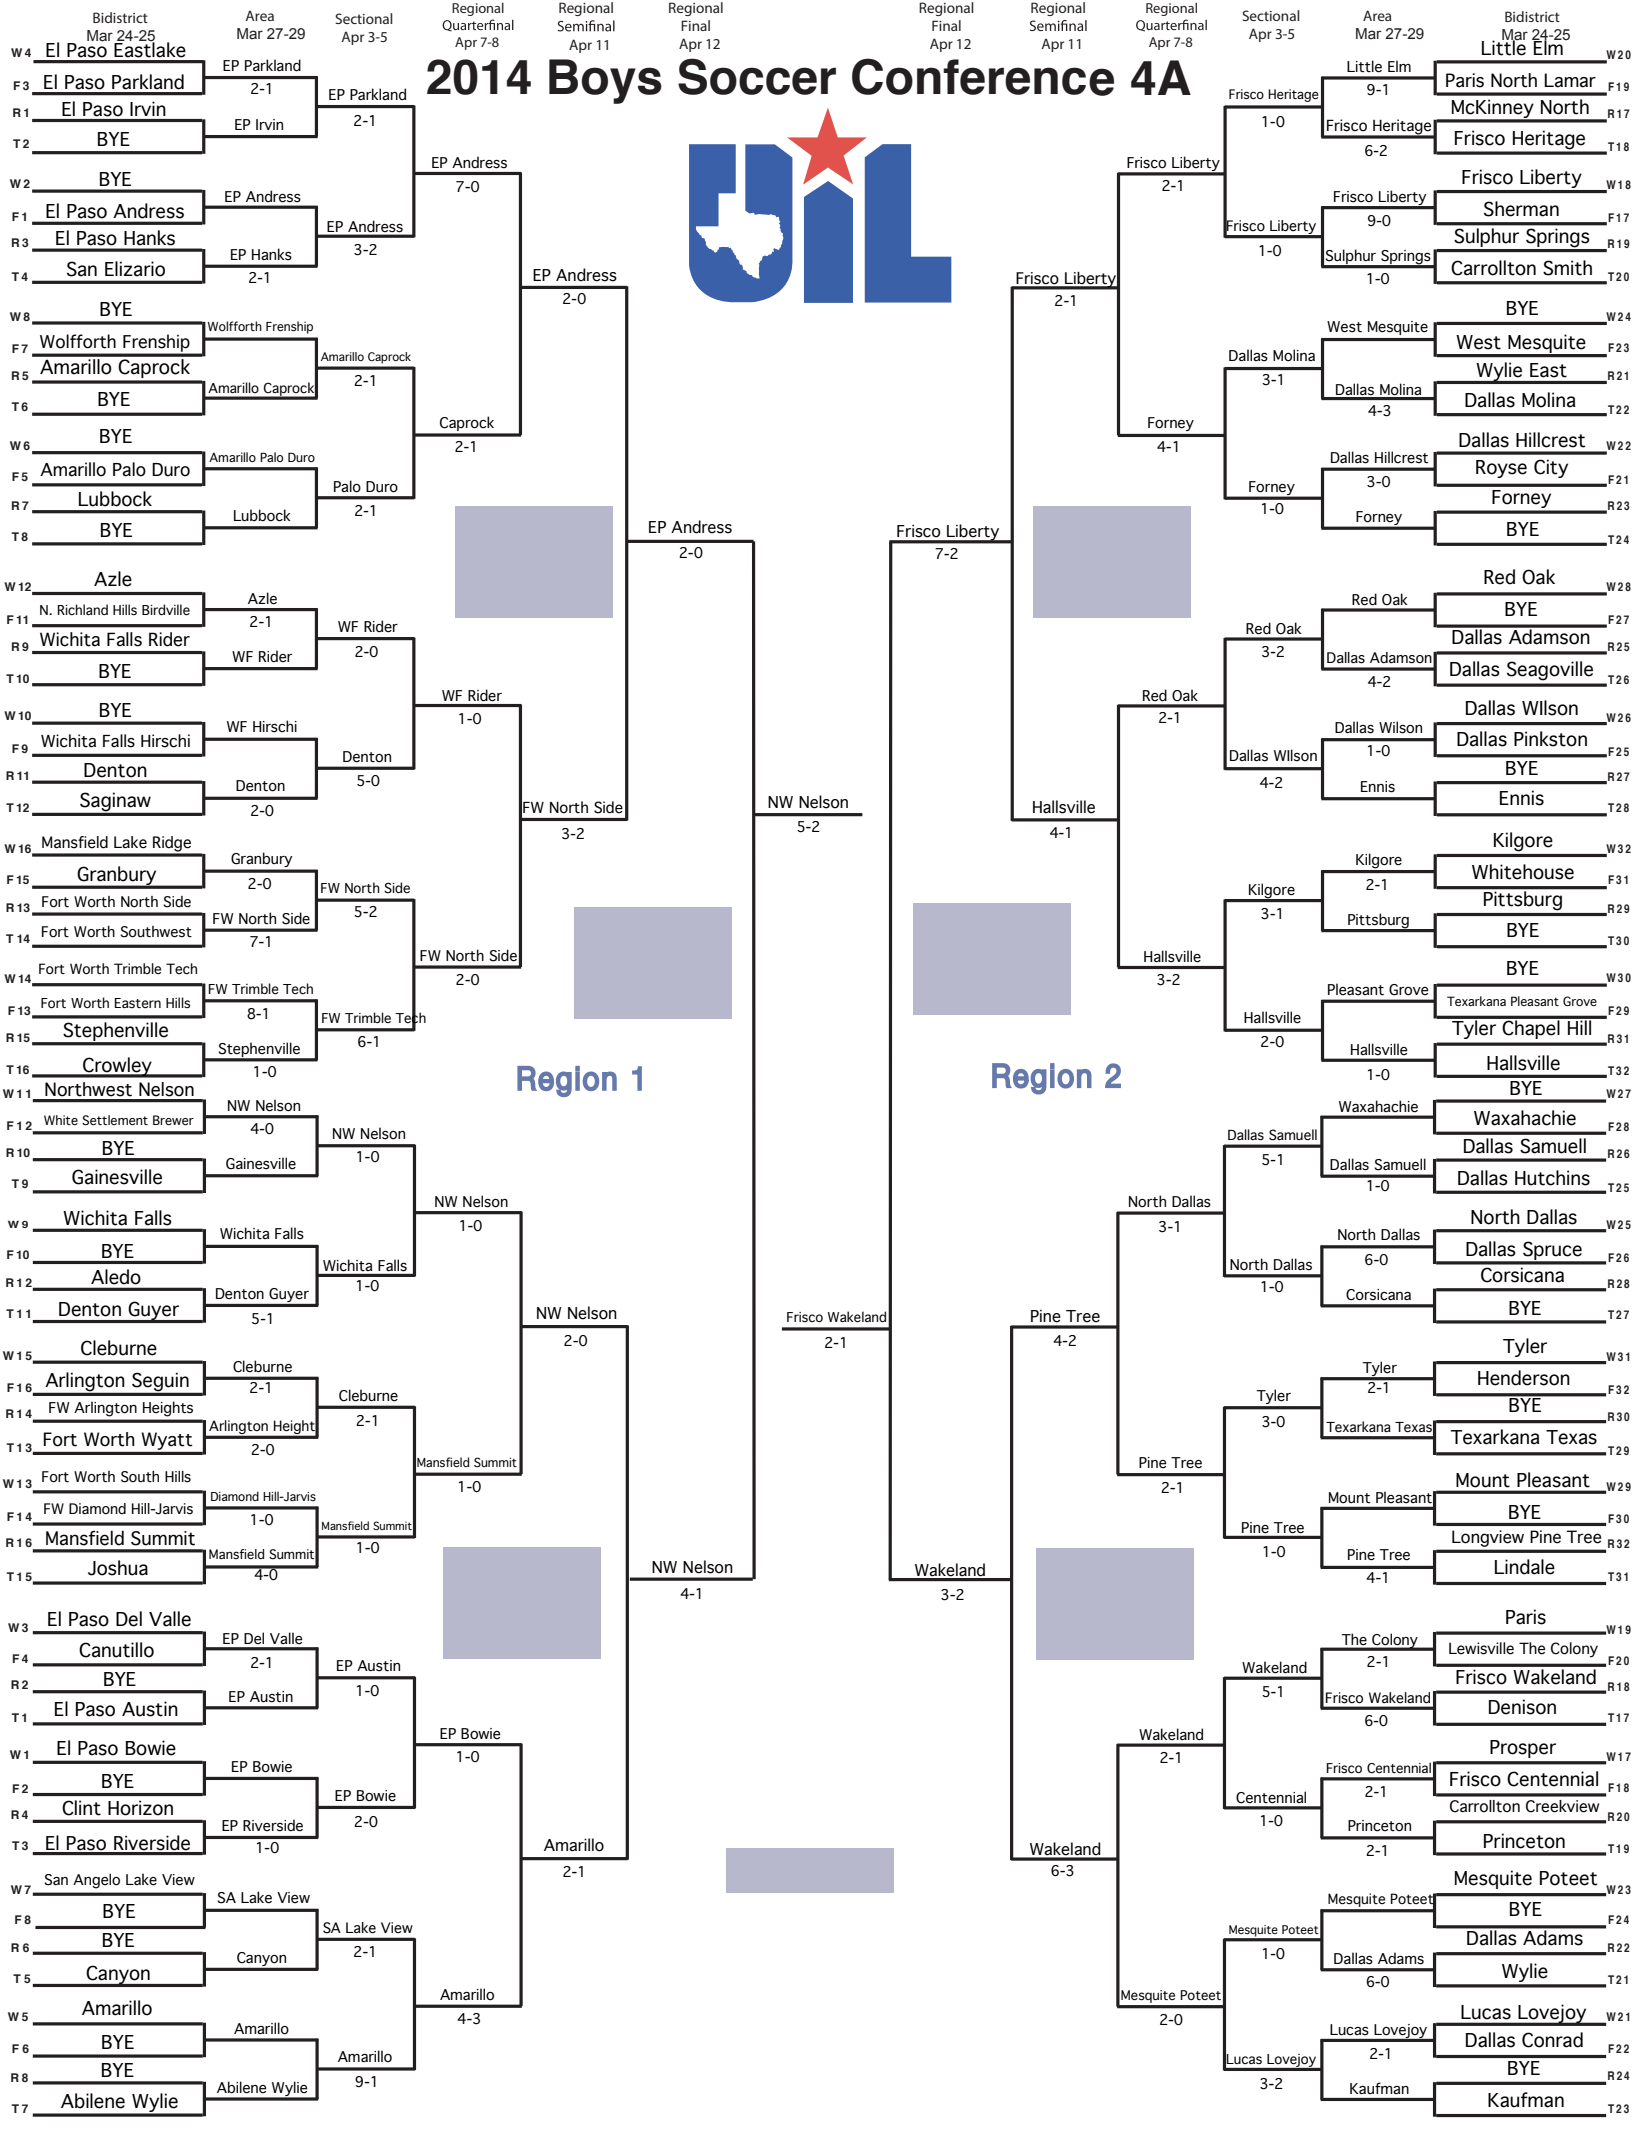 Bidistrict
Mar 24-25
Area
Mar 27-29
Sectional
Apr 3-5
Regional
Quarterfinal
Apr 7-8
Regional
Semifinal
Apr 11
Regional
Final
Apr 12
Regional
Final
Apr 12
Regional
Semifinal
Apr 11
Regional
Quarterfinal
Apr 7-8
Sectional
Apr 3-5
Area
Mar 27-29
Bidistrict
Mar 24-25
2014 Boys Soccer Conference 4A
UIL
W4 El Paso Eastlake
F3 El Paso Parkland
R1 El Paso Irvin
T2 BYE
W2 BYE
F1 El Paso Andress
R3 El Paso Hanks
T4 San Elizario
W8 BYE
F7 Wolfforth Frenship
R5 Amarillo Caprock
T6 BYE
W6 BYE
F5 Amarillo Palo Duro
R7 Lubbock
T8 BYE
W12 Azle
F11 N. Richland Hills Birdville
R9 Wichita Falls Rider
T10 BYE
W10 BYE
F9 Wichita Falls Hirschi
R11 Denton
T12 Saginaw
W16 Mansfield Lake Ridge
F15 Granbury
R13 Fort Worth North Side
T14 Fort Worth Southwest
W14 Fort Worth Trimble Tech
F13 Fort Worth Eastern Hills
R15 Stephenville
T16 Crowley
W11 Northwest Nelson
F12 White Settlement Brewer
R10 BYE
T9 Gainesville
W9 Wichita Falls
F10 BYE
R12 Aledo
T11 Denton Guyer
W15 Cleburne
F16 Arlington Seguin
R14 FW Arlington Heights
T13 Fort Worth Wyatt
W13 Fort Worth South Hills
F14 FW Diamond Hill-Jarvis
R16 Mansfield Summit
T15 Joshua
W3 El Paso Del Valle
F4 Canutillo
R2 BYE
T1 El Paso Austin
W1 El Paso Bowie
F2 BYE
R4 Clint Horizon
T3 El Paso Riverside
W7 San Angelo Lake View
F8 BYE
R6 BYE
T5 Canyon
W5 Amarillo
F6 BYE
R8 BYE
T7 Abilene Wylie
EP Parkland
2-1
EP Irvin
EP Andress
EP Hanks
2-1
Wolfforth Frenship
Amarillo Caprock
Amarillo Palo Duro
Lubbock
Azle
2-1
WF Rider
WF Hirschi
Denton
2-0
Granbury
2-0
FW North Side
7-1
FW Trimble Tech
8-1
Stephenville
1-0
NW Nelson
4-0
Gainesville
Wichita Falls
Denton Guyer
5-1
Cleburne
2-1
Arlington Height
2-0
Diamond Hill-Jarvis
1-0
Mansfield Summit
4-0
EP Del Valle
2-1
EP Austin
EP Bowie
EP Riverside
1-0
SA Lake View
Canyon
Amarillo
Abilene Wylie
EP Parkland
2-1
EP Andress
3-2
Amarillo Caprock
2-1
Palo Duro
2-1
WF Rider
2-0
Denton
5-0
FW North Side
5-2
FW Trimble Tech
6-1
NW Nelson
1-0
Wichita Falls
1-0
Cleburne
2-1
Mansfield Summit
1-0
EP Austin
1-0
EP Bowie
2-0
SA Lake View
2-1
Amarillo
9-1
EP Andress
7-0
Caprock
2-1
WF Rider
1-0
FW North Side
2-0
NW Nelson
1-0
Mansfield Summit
1-0
EP Bowie
1-0
Amarillo
4-3
EP Andress
2-0
FW North Side
3-2
NW Nelson
2-0
Amarillo
2-1
EP Andress
2-0
NW Nelson
4-1
NW Nelson
5-2
Region 1
Region 2
Frisco Wakeland
2-1
Frisco Liberty
7-2
Wakeland
3-2
Frisco Liberty
2-1
Hallsville
4-1
Pine Tree
4-2
Wakeland
6-3
Frisco Liberty
2-1
Forney
4-1
Red Oak
2-1
Hallsville
3-2
North Dallas
3-1
Pine Tree
2-1
Wakeland
2-1
Mesquite Poteet
2-0
Frisco Heritage
1-0
Frisco Liberty
1-0
Dallas Molina
3-1
Forney
1-0
Red Oak
3-2
Dallas WIlson
4-2
Kilgore
3-1
Hallsville
2-0
Dallas Samuell
5-1
North Dallas
1-0
Tyler
3-0
Pine Tree
1-0
Wakeland
5-1
Centennial
1-0
Mesquite Poteet
1-0
Lucas Lovejoy
3-2
Little Elm
9-1
Frisco Heritage
6-2
Frisco Liberty
9-0
Sulphur Springs
1-0
West Mesquite
Dallas Molina
4-3
Dallas Hillcrest
3-0
Forney
Red Oak
Dallas Adamson
4-2
Dallas Wilson
1-0
Ennis
Kilgore
2-1
Pittsburg
Pleasant Grove
Hallsville
1-0
Waxahachie
Dallas Samuell
1-0
North Dallas
6-0
Corsicana
Tyler
2-1
Texarkana Texas
Mount Pleasant
Pine Tree
4-1
The Colony
2-1
Frisco Wakeland
6-0
Frisco Centennial
2-1
Princeton
2-1
Mesquite Poteet
Dallas Adams
6-0
Lucas Lovejoy
2-1
Kaufman
Little Elm W20
Paris North Lamar F19
McKinney North R17
Frisco Heritage T18
Frisco Liberty W18
Sherman F17
Sulphur Springs R19
Carrollton Smith T20
BYE W24
West Mesquite F23
Wylie East R21
Dallas Molina T22
Dallas Hillcrest W22
Royse City F21
Forney R23
BYE T24
Red Oak W28
BYE F27
Dallas Adamson R25
Dallas Seagoville T26
Dallas WIlson W26
Dallas Pinkston F25
BYE R27
Ennis T28
Kilgore W32
Whitehouse F31
Pittsburg R29
BYE T30
BYE W30
Texarkana Pleasant Grove F29
Tyler Chapel Hill R31
Hallsville T32
BYE W27
Waxahachie F28
Dallas Samuell R26
Dallas Hutchins T25
North Dallas W25
Dallas Spruce F26
Corsicana R28
BYE T27
Tyler W31
Henderson F32
BYE R30
Texarkana Texas T29
Mount Pleasant W29
BYE F30
Longview Pine Tree R32
Lindale T31
Paris W19
Lewisville The Colony F20
Frisco Wakeland R18
Denison T17
Prosper W17
Frisco Centennial F18
Carrollton Creekview R20
Princeton T19
Mesquite Poteet W23
BYE F24
Dallas Adams R22
Wylie T21
Lucas Lovejoy W21
Dallas Conrad F22
BYE R24
Kaufman T23